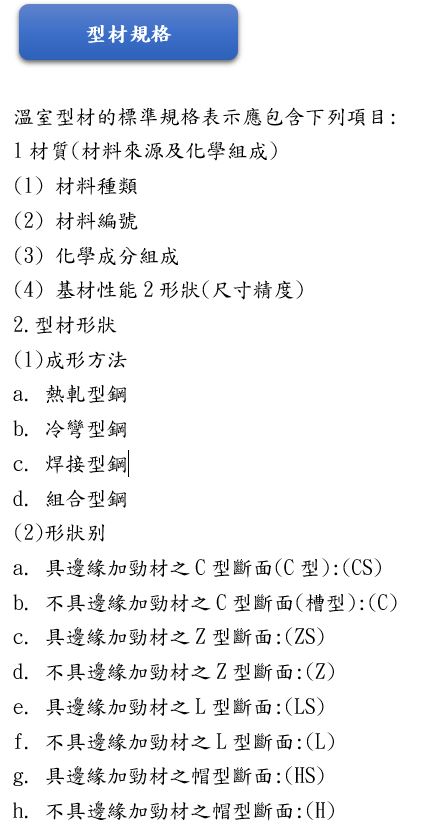 型材規格
溫室型材的標準規格表示應包含下列項目:
1 材質(材料來源及化學組成)
(1) 材料種類
(2) 材料編號
(3) 化學成分組成
(4) 基材性能 2 形狀(尺寸精度)
2.型材形狀
(1)成形方法
a. 熱軋型鋼
b. 冷彎型鋼
c. 焊接型鋼
d. 組合型鋼
(2)形狀別
a. 具邊緣加勁材之 C 型斷面(C 型):(CS)
b. 不具邊緣加勁材之 C 型斷面(槽型):(C)
c. 具邊緣加勁材之 Z 型斷面:(ZS)
d. 不具邊緣加勁材之 Z 型斷面:(Z)
e. 具邊緣加勁材之 L 型斷面:(LS)
f. 不具邊緣加勁材之 L 型斷面:(L)
g. 具邊緣加勁材之帽型斷面:(HS)
h. 不具邊緣加勁材之帽型斷面:(H)